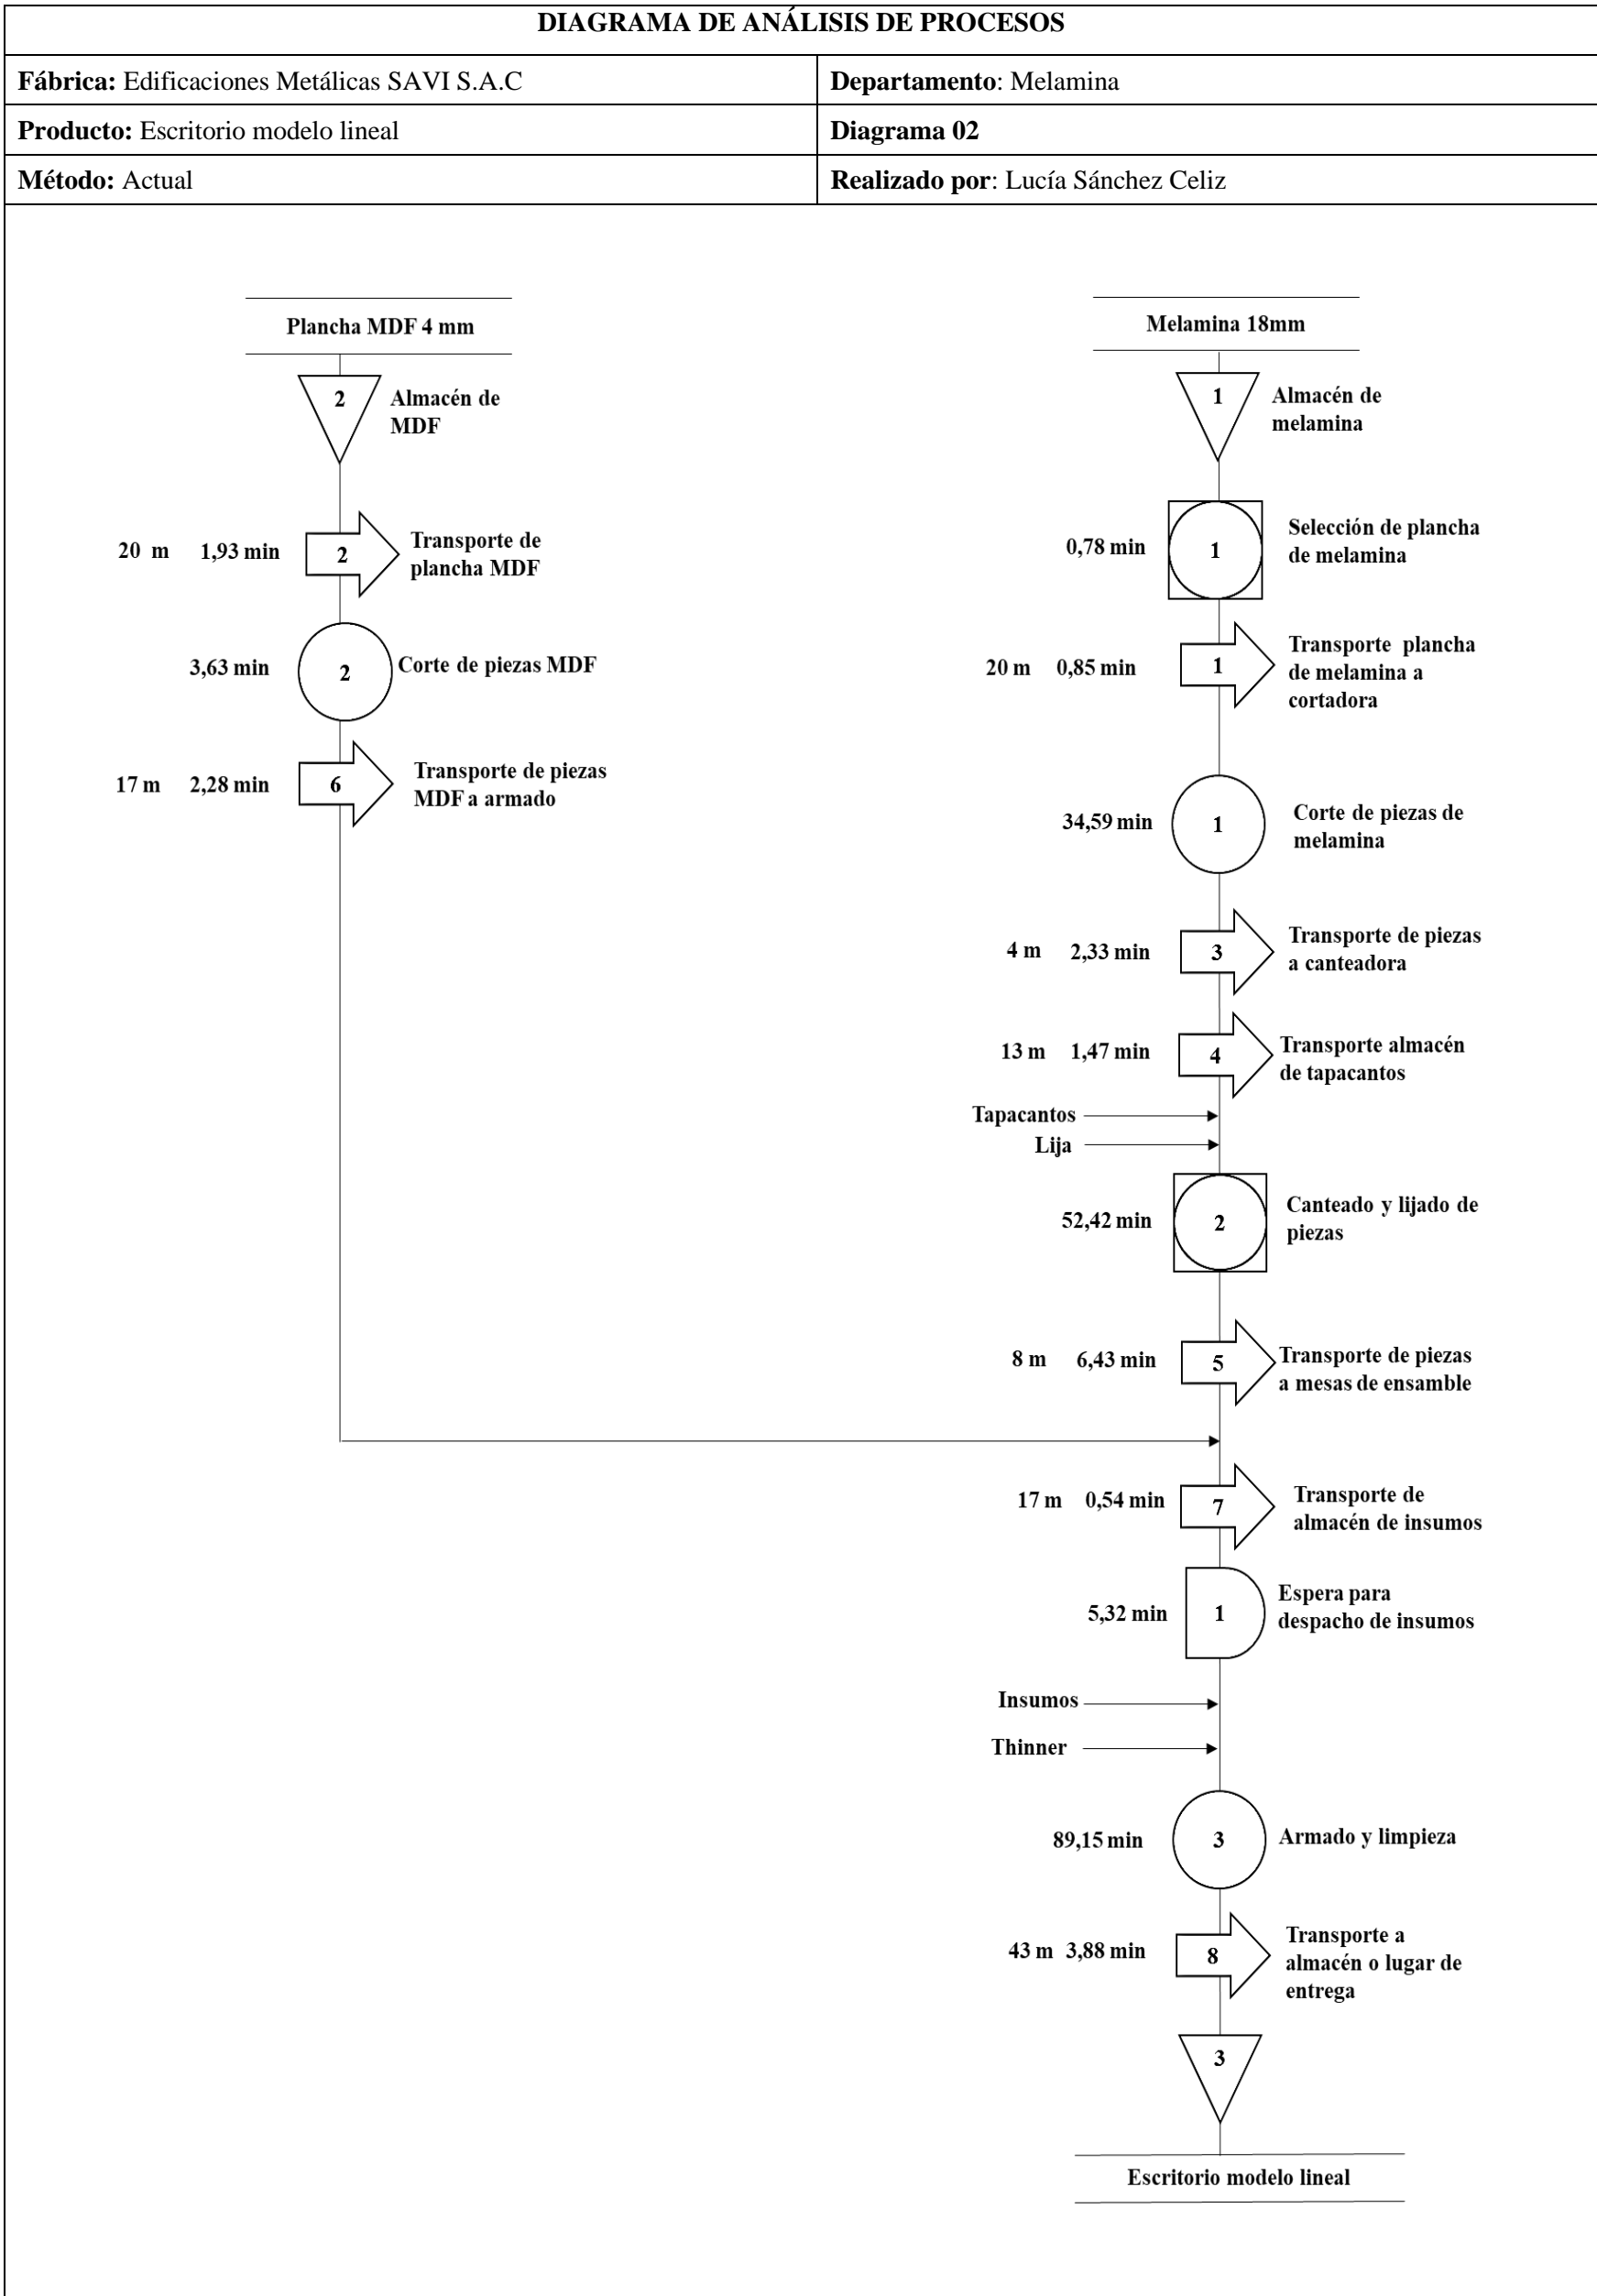 DIAGRAMA DE ANÁLISIS DE PROCESOS
Fábrica: Edificaciones Metálicas SAVI S.A.C
Departamento: Melamina
Producto: Escritorio modelo lineal
Diagrama 02
Método: Actual
Realizado por: Lucía Sánchez Celiz
Plancha MDF 4 mm
2
Almacén de
MDF
20 m 1,93 min
2
Transporte de
plancha MDF
3,63 min
2
Corte de piezas MDF
17 m 2,28 min
6
Transporte de piezas
MDF a armado
Melamina 18mm
1
Almacén de
melamina
0,78 min
1
Selección de plancha
de melamina
20 m 0,85 min
1
Transporte plancha
de melamina a
cortadora
34,59 min
1
Corte de piezas de
melamina
4 m 2,33 min
3
Transporte de piezas
a canteadora
13 m 1,47 min
4
Transporte almacén
de tapacantos
Tapacantos
Lija
52,42 min
2
Canteado y lijado de
piezas
8 m 6,43 min
5
Transporte de piezas
a mesas de ensamble
17 m 0,54 min
7
Transporte de
almacén de insumos
5,32 min
1
Espera para
despacho de insumos
Insumos
Thinner
89,15 min
3
Armado y limpieza
43 m 3,88 min
8
Transporte a
almacén o lugar de
entrega
3
Escritorio modelo lineal